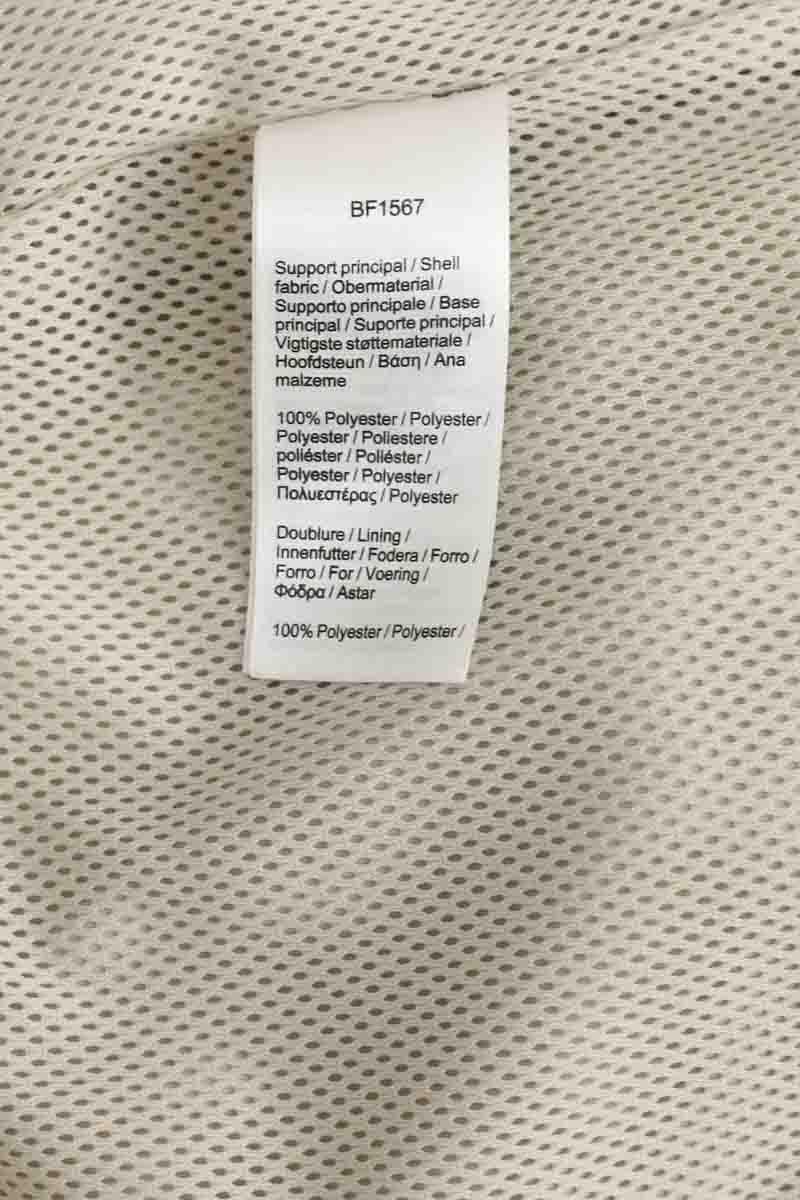 BF1567
Support principal / Shell
fabric / Obermaterial /
Supporto principale / Base
principal / Suporte principal /
Vigtigste støttemateriale /
Hoofdsteun / Βάση / Ana
malzeme
100% Polyester / Polyester /
Polyester / Poliestere /
poliéster / Poliéster /
Polyester / Polyester /
Πολυεστέρας / Polyester
Doublure / Lining /
Innenfutter / Fodera / Forro /
Forro / For / Voering /
Φόδρα / Astar
100% Polyester / Polyester /